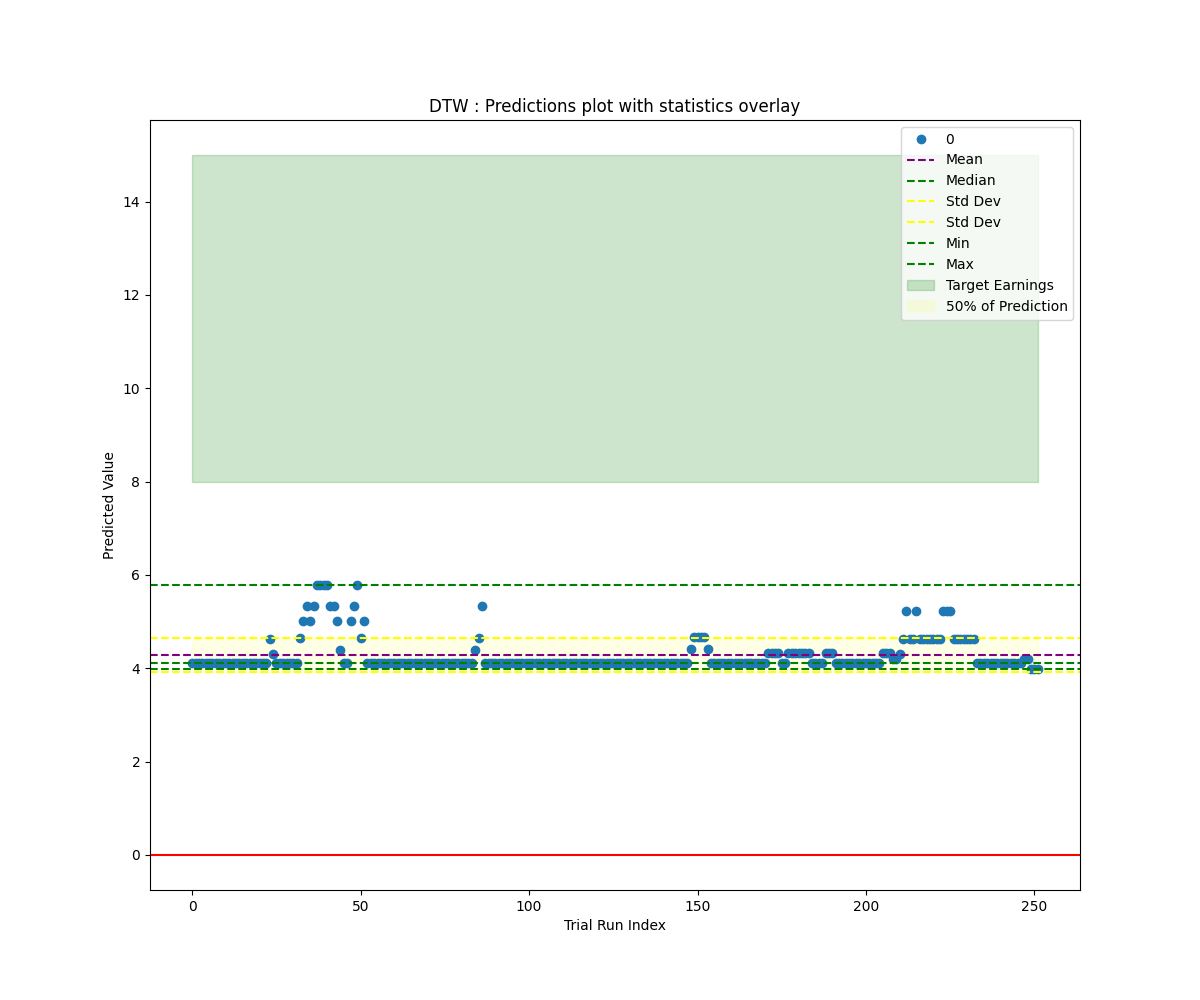 DTW : Predictions plot with statistics overlay
0
Mean
Median
Std Dev
Std Dev
Min
Max
Target Earnings
50% of Prediction
14
12
10
8
6
4
2
0
Predicted Value
0 50 100 150 200 250
Trial Run Index